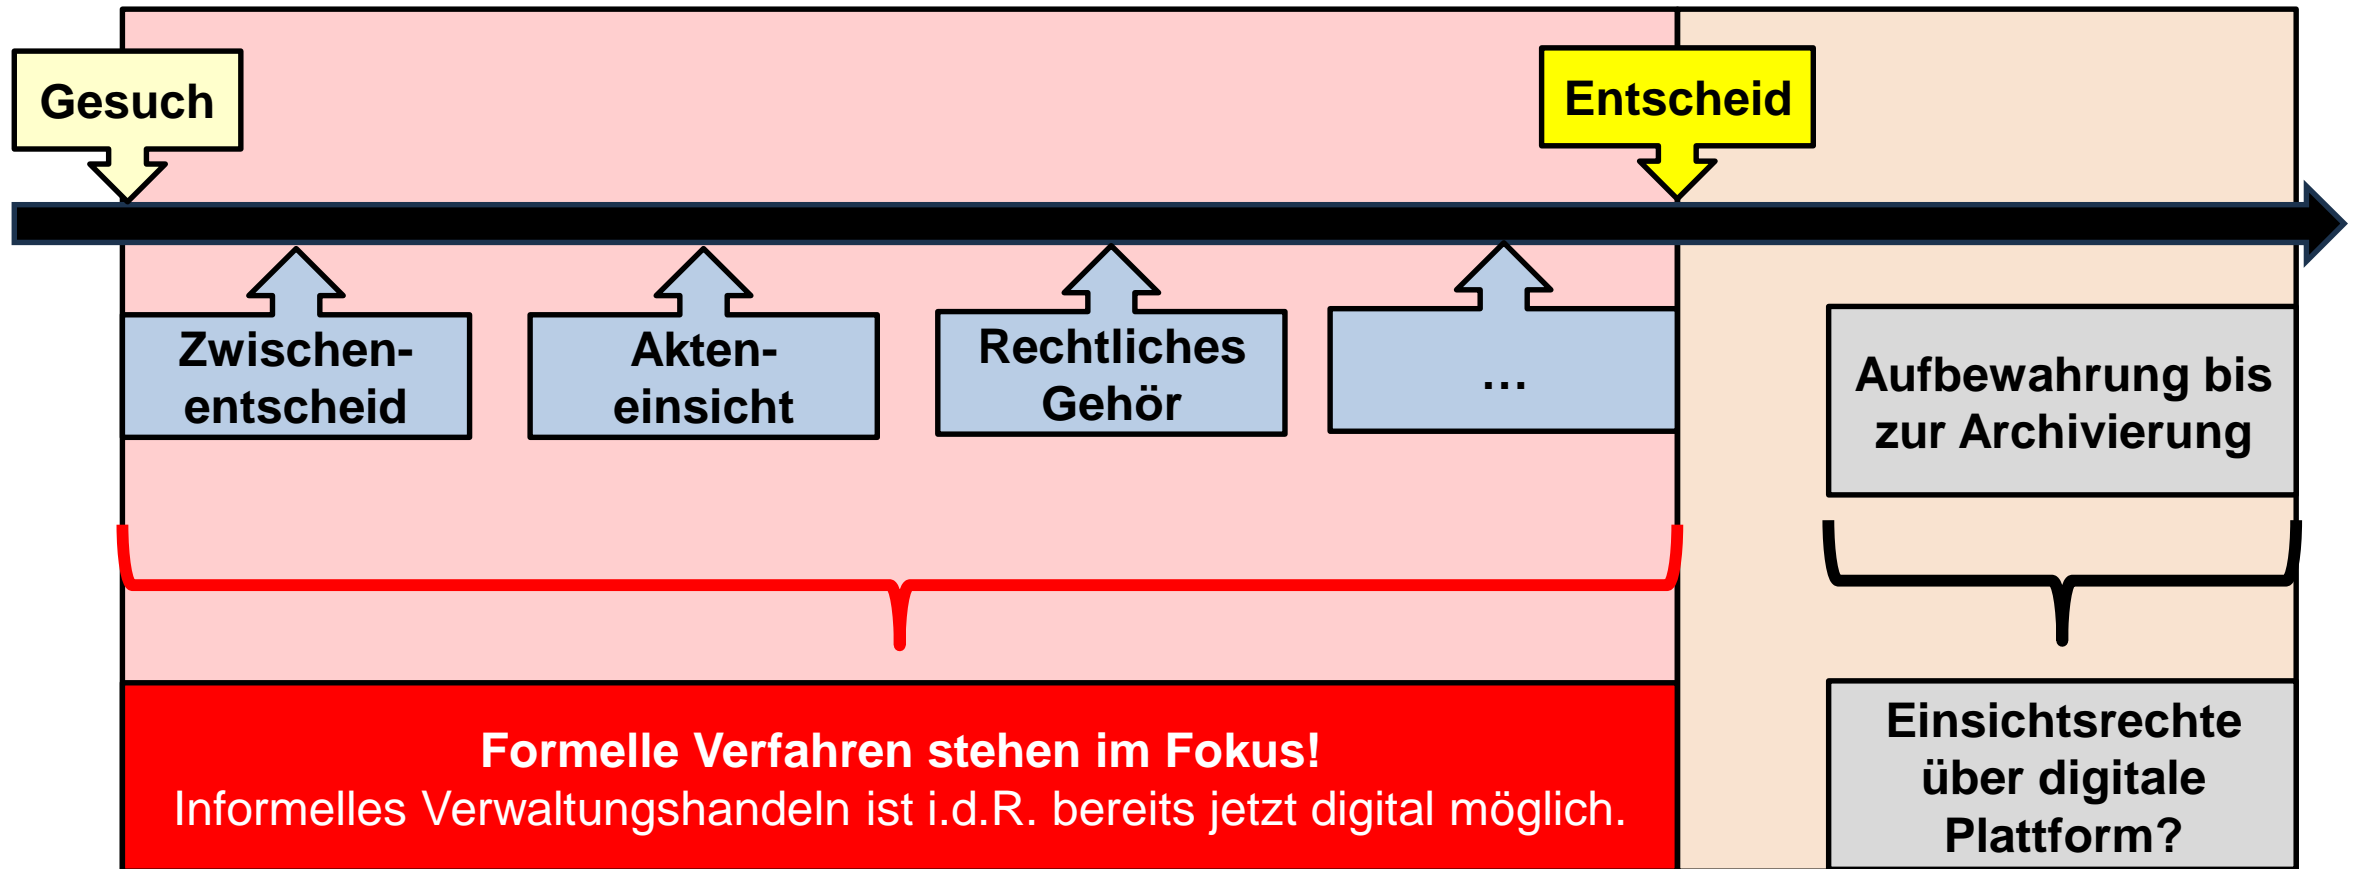 Gesuch
Entscheid
Zwischen-
entscheid
Akten-
einsicht
Rechtliches
Gehör
…
Aufbewahrung bis
zur Archivierung
Formelle Verfahren stehen im Fokus!
Informelles Verwaltungshandeln ist i.d.R. bereits jetzt digital möglich.
Einsichtsrechte
über digitale
Plattform?